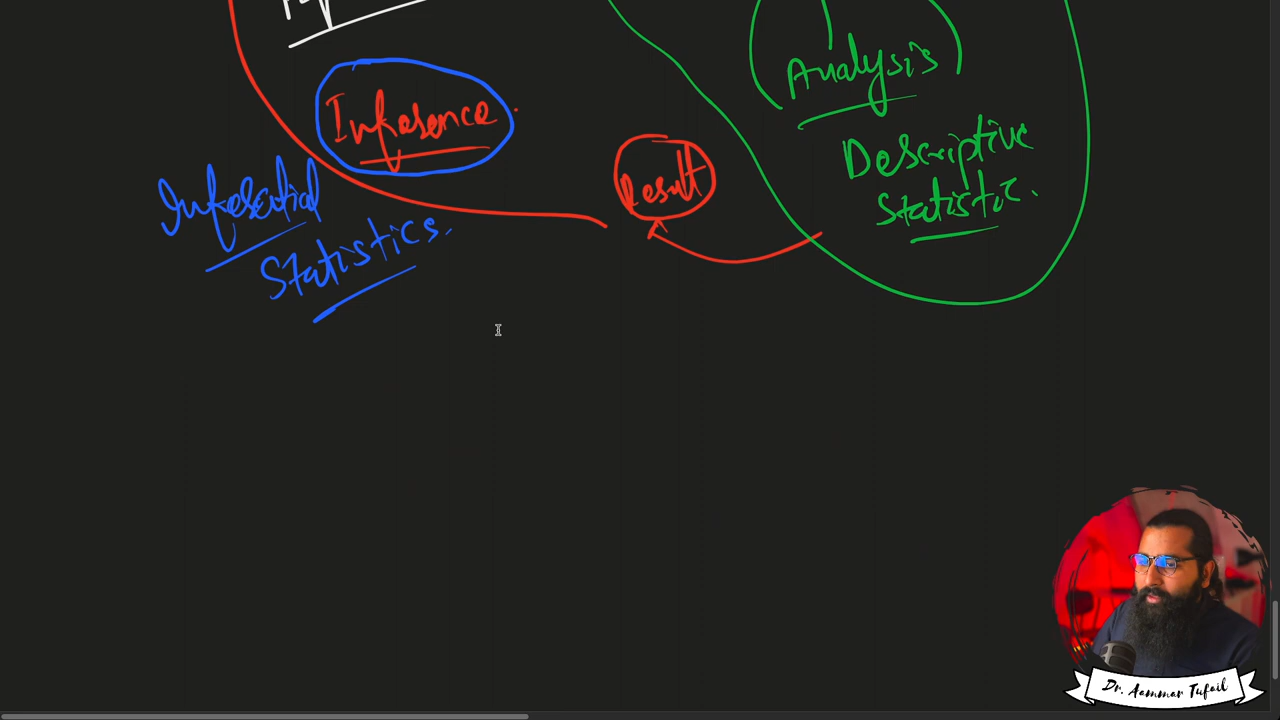 Inference.
Inferential
Statistics.
Result
Analysis
Descriptive
Statistic.
Dr. Aammar Tufail